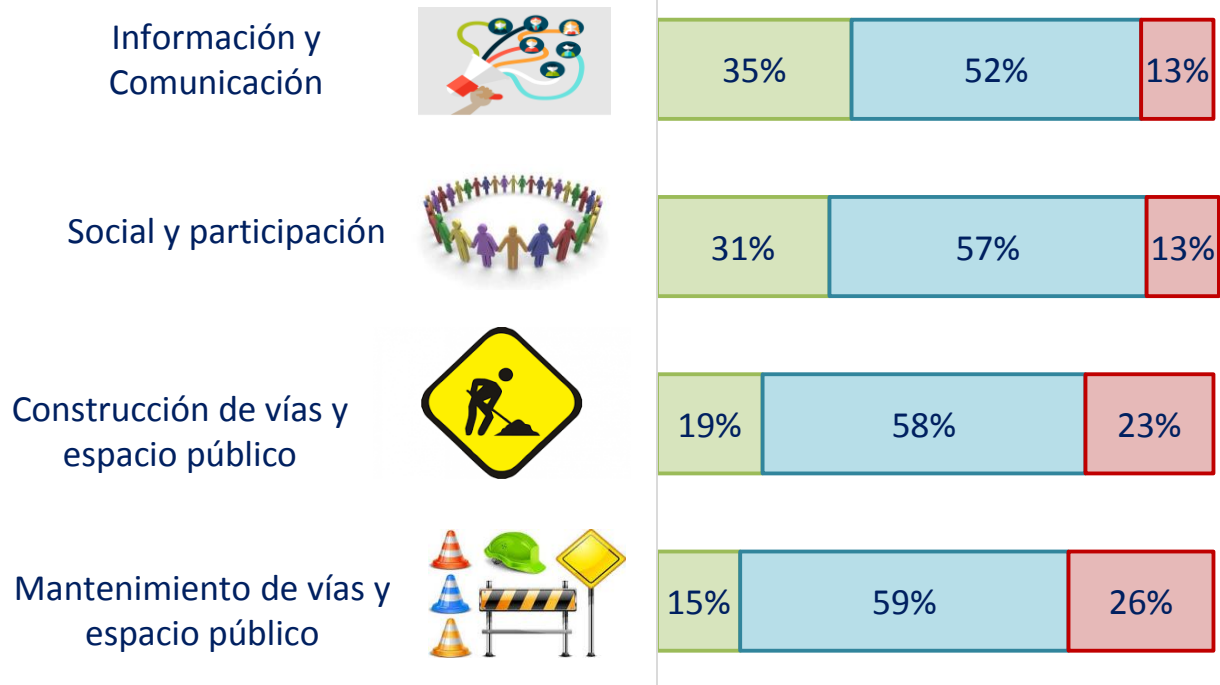 Información y
Comunicación
35% 52% 13%
Social y participación
31% 57% 13%
Construcción de vías y
espacio público
19% 58% 23%
Mantenimiento de vías y
espacio público
15% 59% 26%